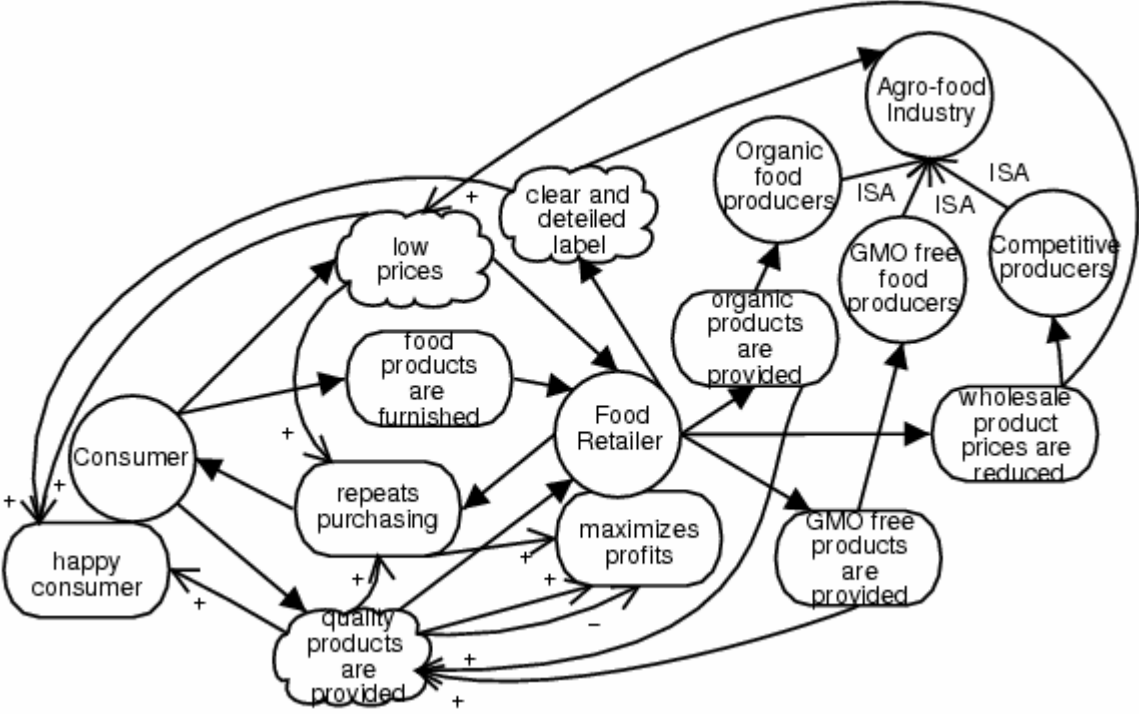 Agro-food
Industry
Organic
food
producers
ISA
ISA
ISA
clear and
deteiled
label
+
low
prices
GMO free
food
producers
Competitive
producers
organic
products
are
provided
food
products
are
furnished
wholesale
product
prices are
reduced
Food
Retailer
Consumer
+
repeats
purchasing
+
+
maximizes
profits
GMO free
products
are
provided
happy
consumer
+
+
+
+
−
quality
products
are
provided
+
+